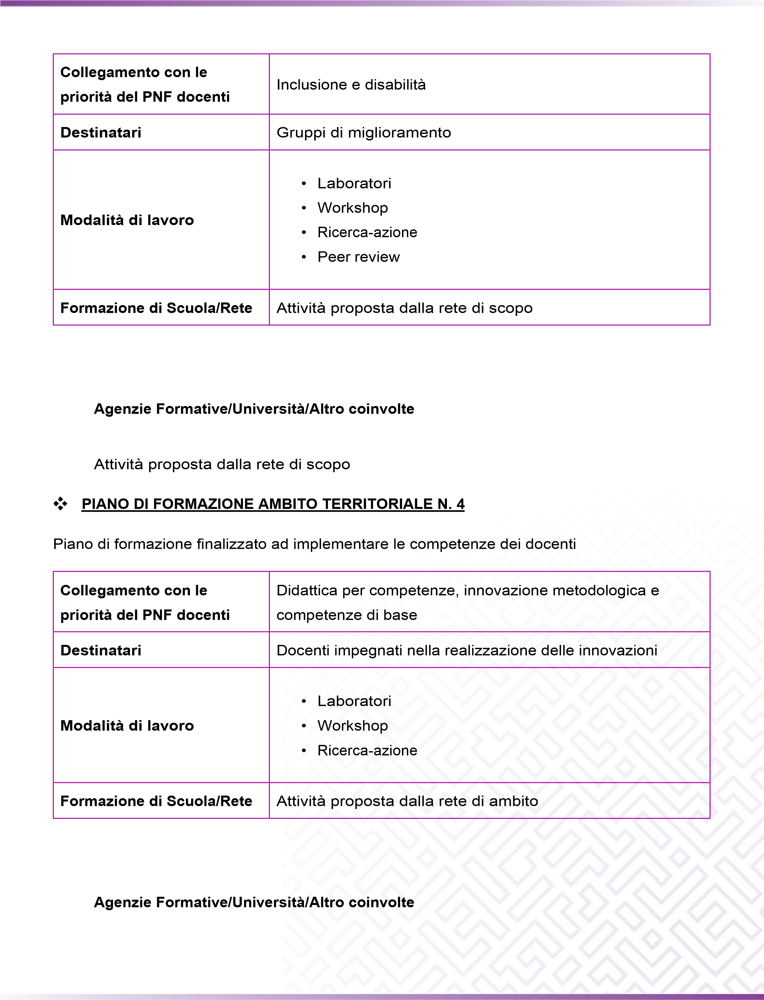 Collegamento con le
priorità del PNF docenti
Inclusione e disabilità
Destinatari
Gruppi di miglioramento
Modalità di lavoro
• Laboratori
• Workshop
• Ricerca-azione
• Peer review
Formazione di Scuola/Rete
Attività proposta dalla rete di scopo
Agenzie Formative/Università/Altro coinvolte
Attività proposta dalla rete di scopo
❖ PIANO DI FORMAZIONE AMBITO TERRITORIALE N. 4
Piano di formazione finalizzato ad implementare le competenze dei docenti
Collegamento con le
priorità del PNF docenti
Didattica per competenze, innovazione metodologica e
competenze di base
Destinatari
Docenti impegnati nella realizzazione delle innovazioni
Modalità di lavoro
• Laboratori
• Workshop
• Ricerca-azione
Formazione di Scuola/Rete
Attività proposta dalla rete di ambito
Agenzie Formative/Università/Altro coinvolte